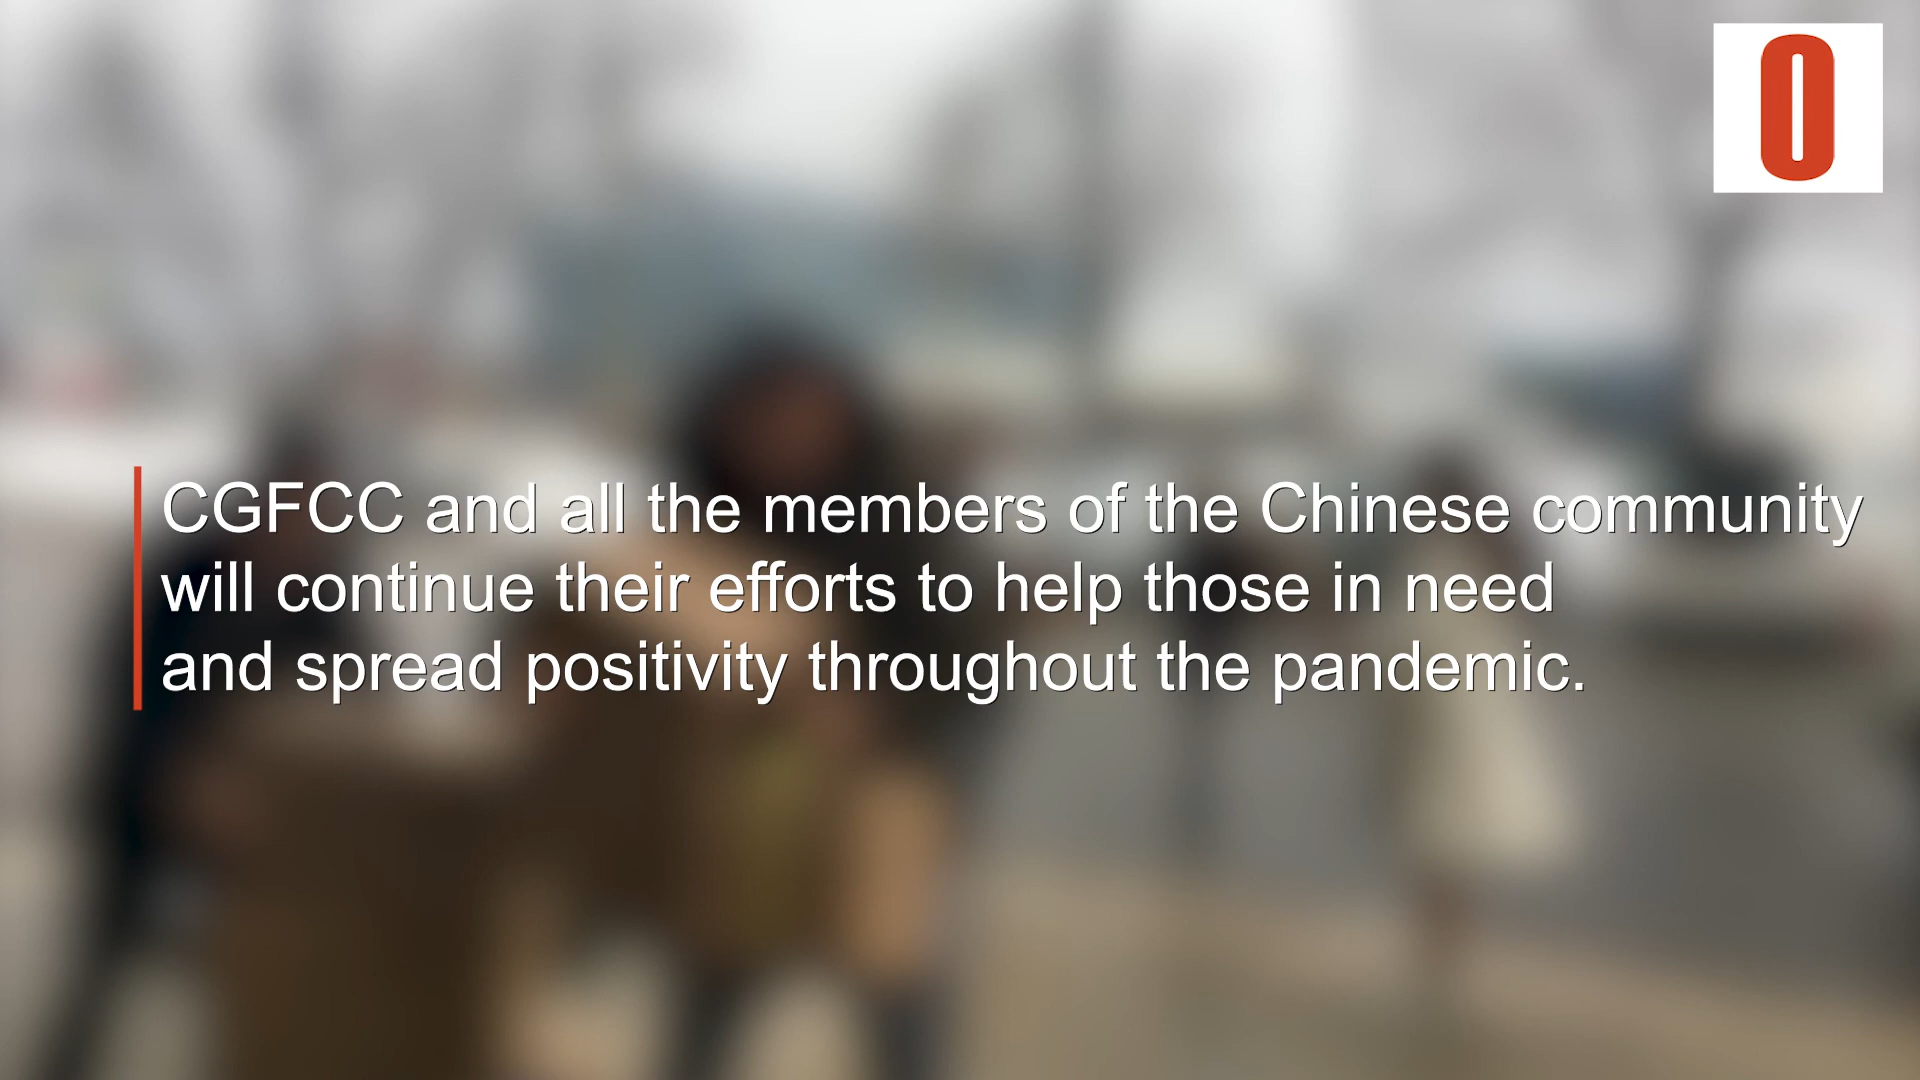 0
CGFCC and all the members of the Chinese community
will continue their efforts to help those in need
and spread positivity throughout the pandemic.